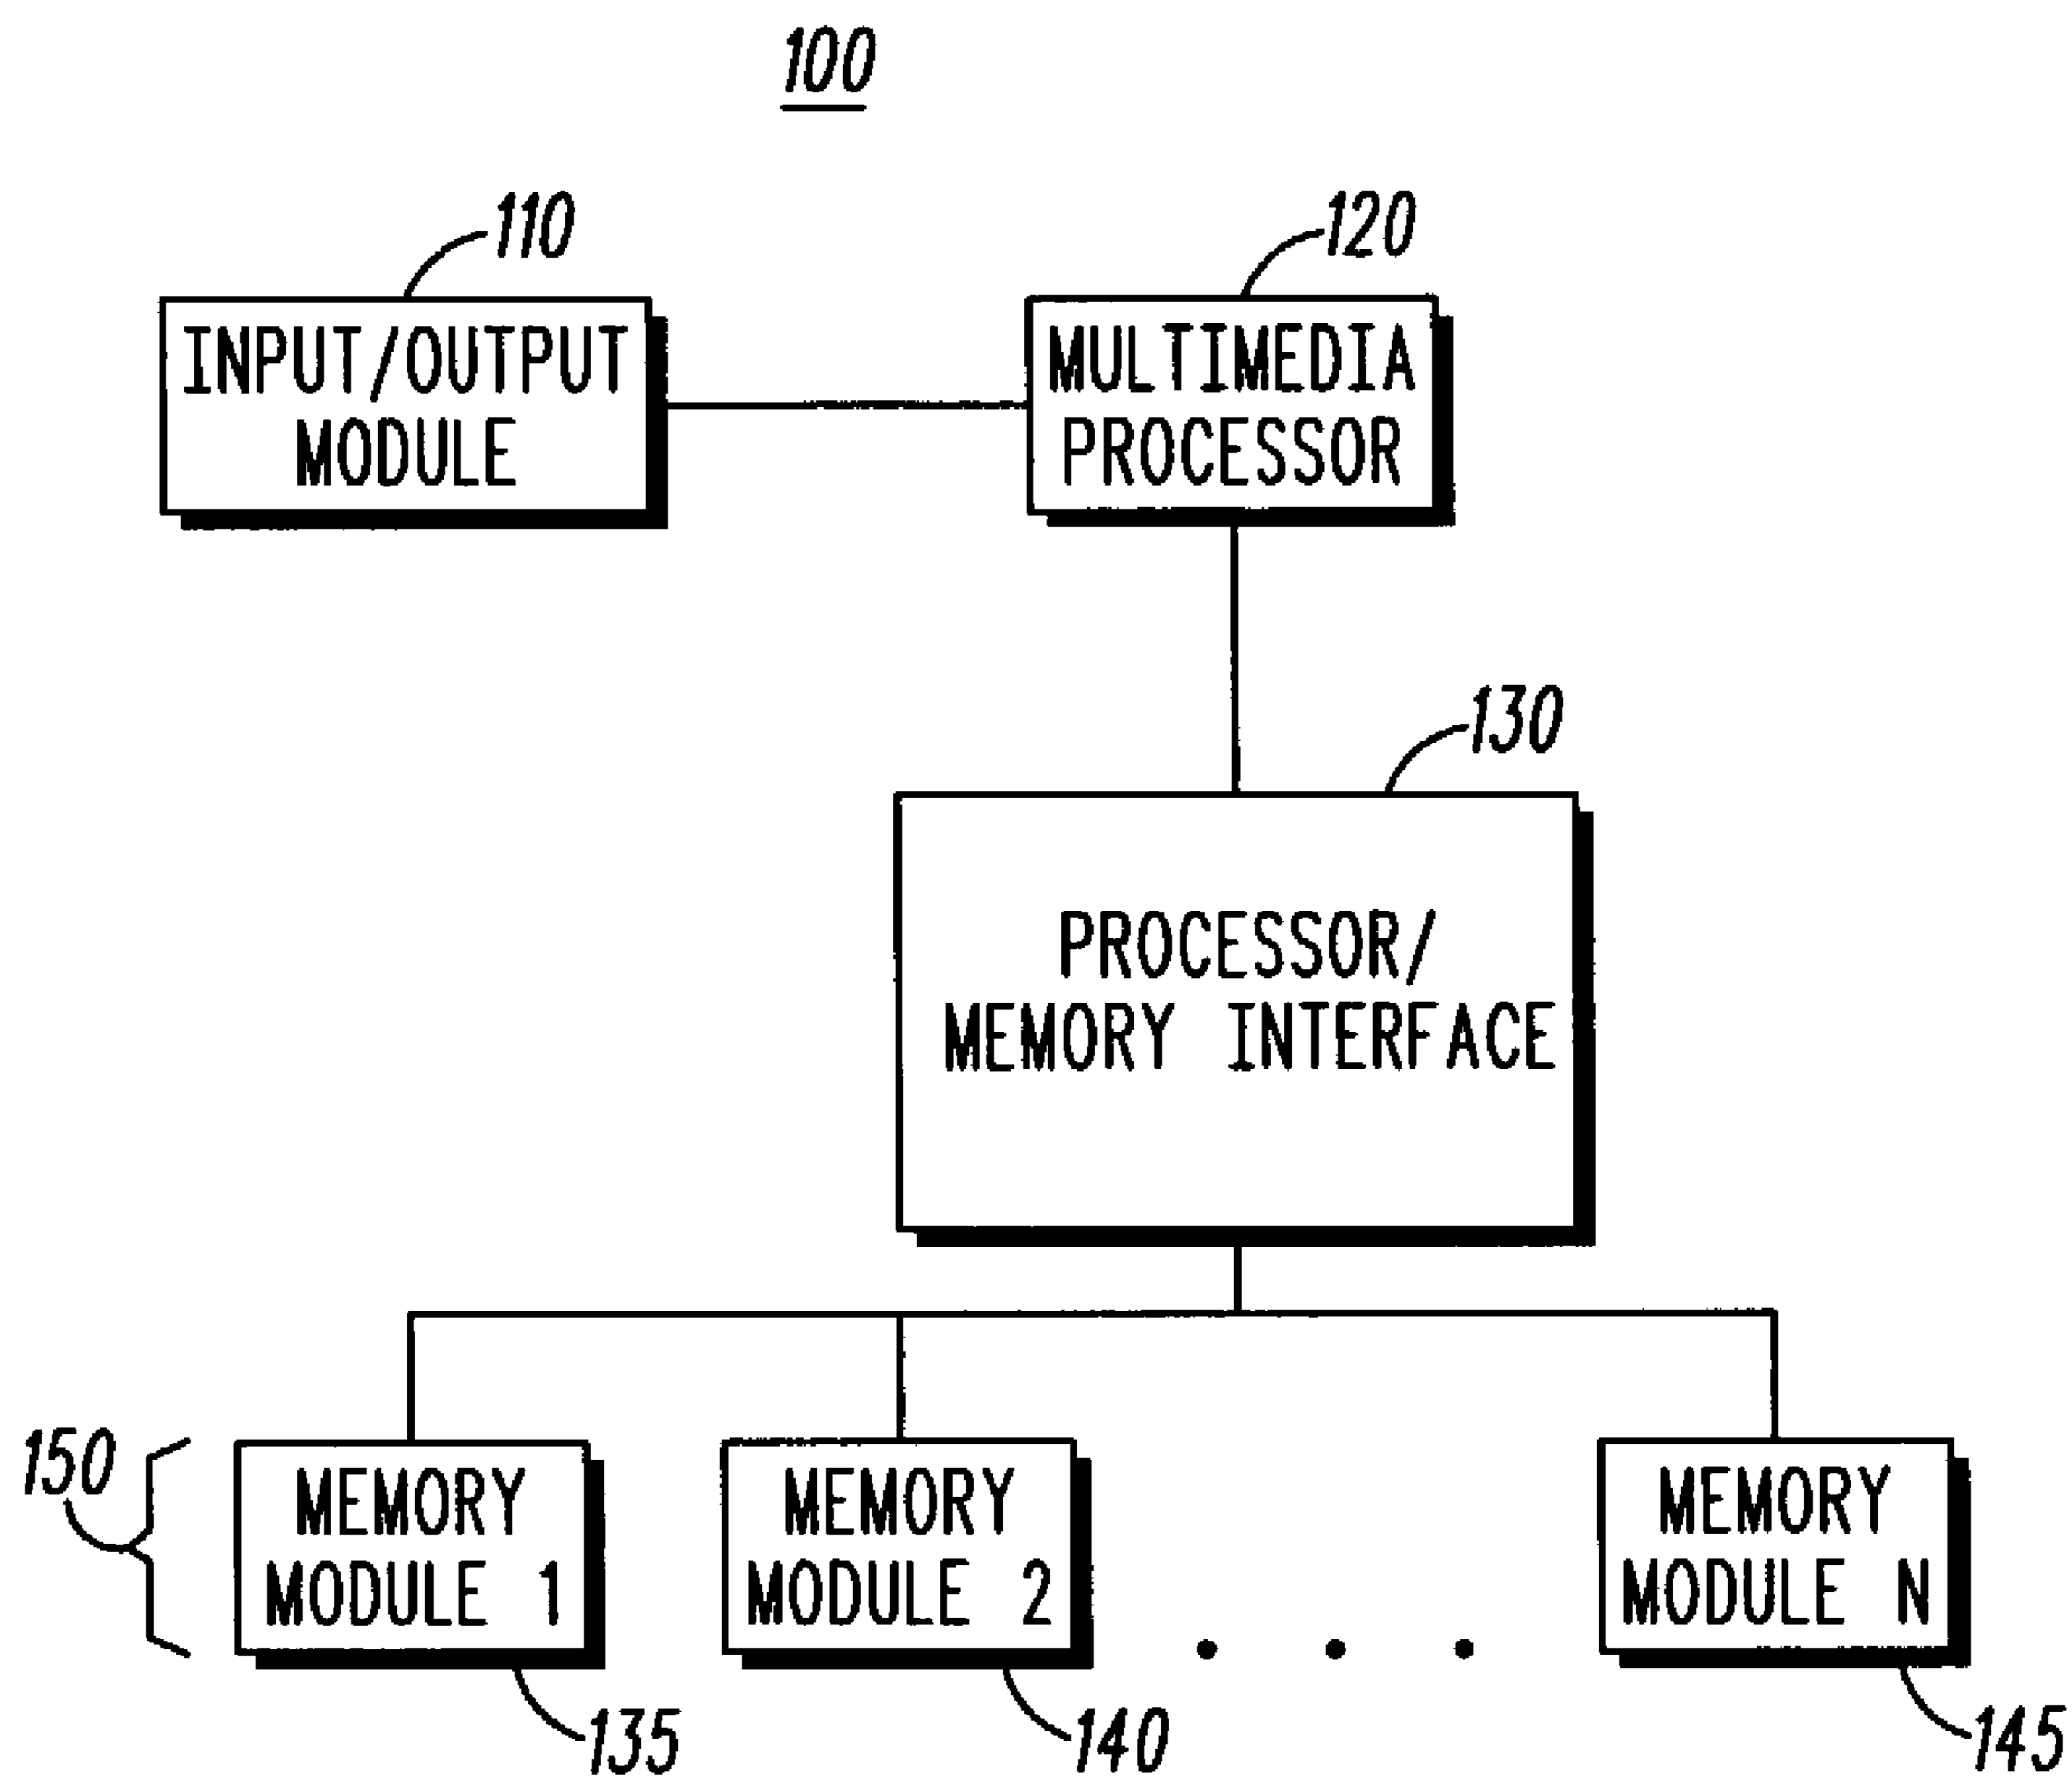 100
110
120
INPUT/OUTPUT
MODULE
MULTIMEDIA
PROCESSOR
130
PROCESSOR/
MEMORY INTERFACE
150
MEMORY
MODULE 1
MEMORY
MODULE 2
. . .
MEMORY
MODULE N
135
140
145